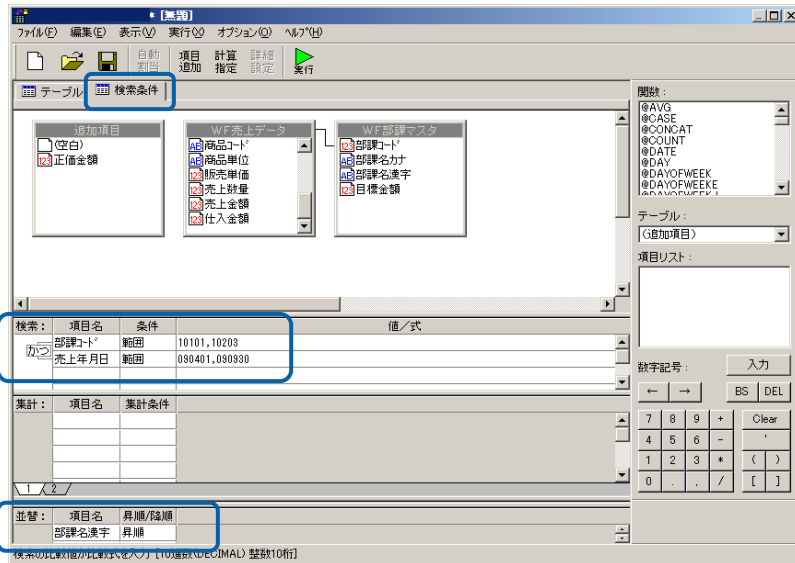 * [無題]
ファイル(F) 編集(E) 表示(V) 実行(X) オプション(O) ヘルプ(H)
自動割当 項目追加 計算指定 詳細設定 実行
テーブル 検索条件
追加項目
(空白)
正価金額
WF売上データ
商品コード
商品単位
販売単価
売上数量
売上金額
仕入金額
WF部課マスタ
部課コード
部課名カナ
部課名漢字
目標金額
検索: 項目名 条件 値/式
かつ
部課コード 範囲 10101,10203
売上年月日 範囲 090401,090930
集計: 項目名 集計条件
1 2
並替: 項目名 昇順/降順
部課名漢字 昇順
検索の比較値か比較式を入力 [10進数(DECIMAL) 整数10桁]
関数:
@AVG
@CASE
@CONCAT
@COUNT
@DATE
@DAY
@DAYOFWEEK
@DAYOFWEEKE
テーブル:
(追加項目)
項目リスト:
数字記号: 入力
← → BS DEL
7 8 9 + Clear
4 5 6 - '
1 2 3 * ( )
0 . , / [ ]